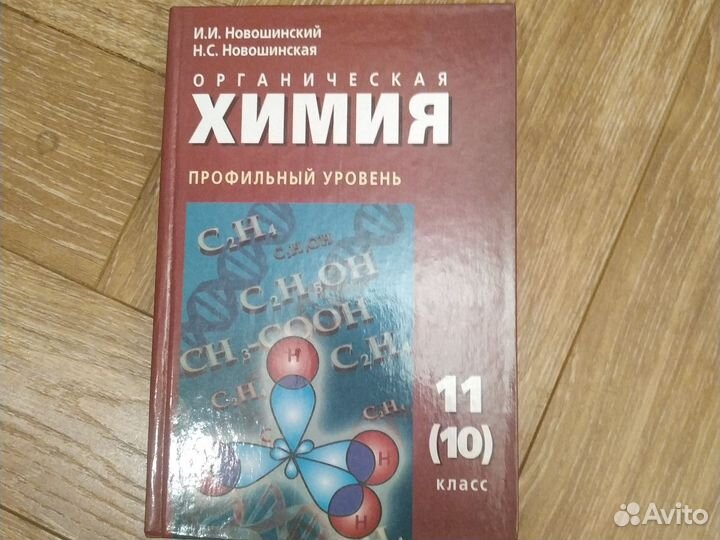 И.И. Новошинский
Н.С. Новошинская
ОРГАНИЧЕСКАЯ
ХИМИЯ
ПРОФИЛЬНЫЙ УРОВЕНЬ
C₂H₄
C₂H₅OH
CH₃-COOH
H
C
H
H
11
(10)
класс
Avito